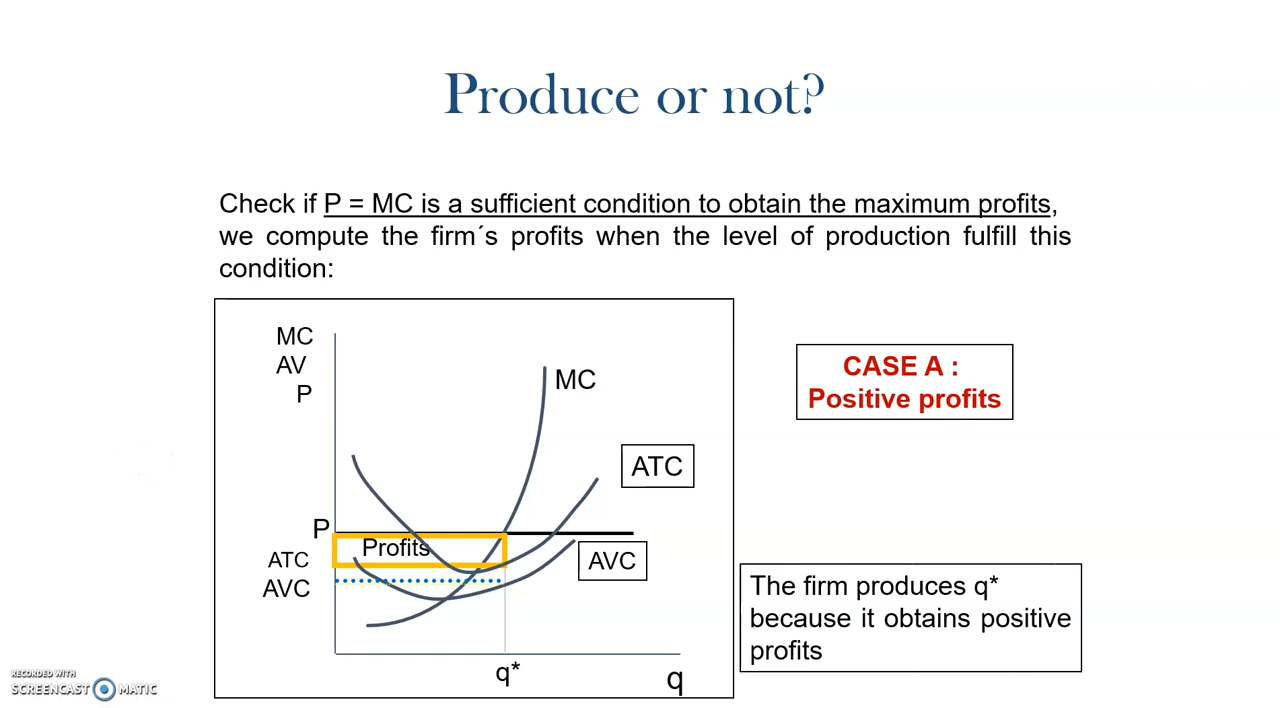 Produce or not?
Check if P = MC is a sufficient condition to obtain the maximum profits,
we compute the firm´s profits when the level of production fulfill this
condition:
MC
AV
P
MC
CASE A :
Positive profits
ATC
P
Profits
ATC
AVC
AVC
The firm produces q*
because it obtains positive
profits
q*
q
RECORDED WITH
SCREENCAST MATIC